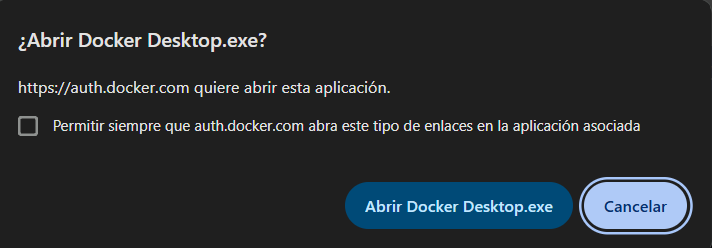 ¿Abrir Docker Desktop.exe?
https://auth.docker.com quiere abrir esta aplicación.
Permitir siempre que auth.docker.com abra este tipo de enlaces en la aplicación asociada
Abrir Docker Desktop.exe Cancelar